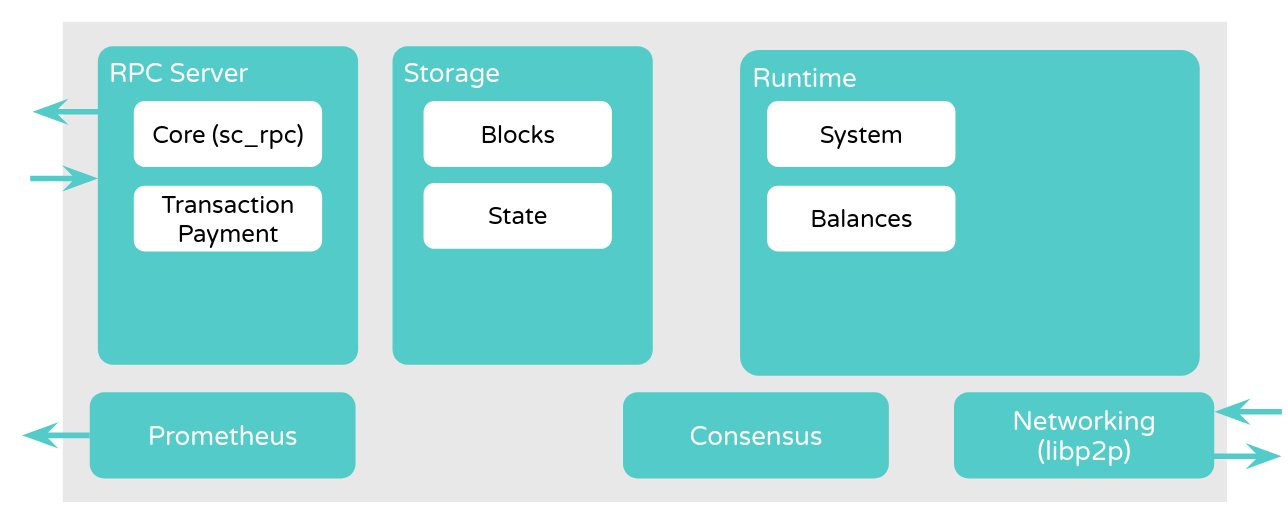 RPC Server
Core (sc_rpc)
Transaction
Payment
Storage
Blocks
State
Runtime
System
Balances
Prometheus
Consensus
Networking
(libp2p)